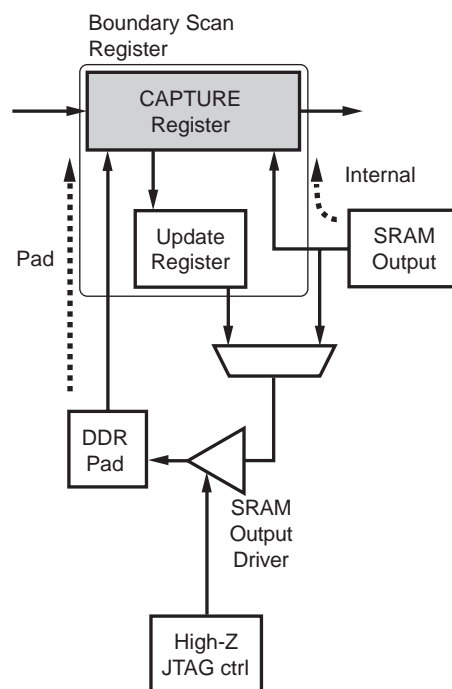 Boundary Scan
Register
CAPTURE
Register
Internal
Update
Register
SRAM
Output
Pad
DDR
Pad
SRAM
Output
Driver
High-Z
JTAG ctrl